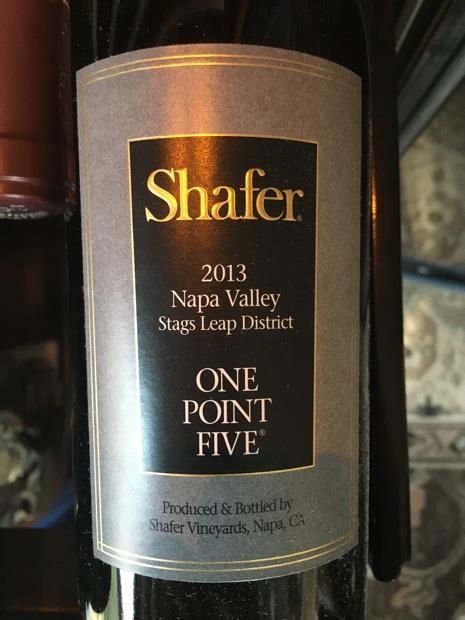 Shafer®
2013
Napa Valley
Stags Leap District
ONE
POINT
FIVE®
Produced & Bottled by
Shafer Vineyards, Napa, CA